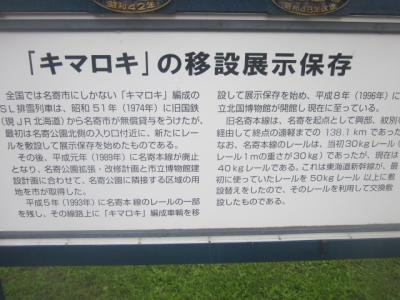 昭和42年
昭和48年改造
「キマロキ」の移設展示保存
全国では名寄市にしかない「キマロキ」編成の
SL排雪列車は、昭和51年(1974年)に旧国鉄
(現JR北海道)から名寄市が無償貸与をうけたが、
最初は名寄公園北側の入り口付近に、新たにレー
ルを敷設して展示保存を始めたものである。
その後、平成元年(1989年)に名寄本線が廃止
となり、名寄公園拡張・改修計画と市立博物館建
設計画に合わせて、名寄公園に隣接する区域の用
地を市が取得した。
平成5年(1993年)に名寄本線のレールの一部
を残し、その線路上に「キマロキ」編成車輌を移
設して展示保存を始め、平成8年(1996年)に
立北国博物館が開館し現在に至っている。
旧名寄本線は、名寄を起点として興部、紋別
経由して終点の遠軽までの 138.1kmであった
なお、名寄本線のレールは、当初30kgレール(
レール1mの重さが30kg)であったが、現在は
40kgレールである。これは東海道新幹線が、最
初に使っていたレールを50kgレール以上に敷
設替えをしたので、そのレールを利用して交換敷
設したものである。